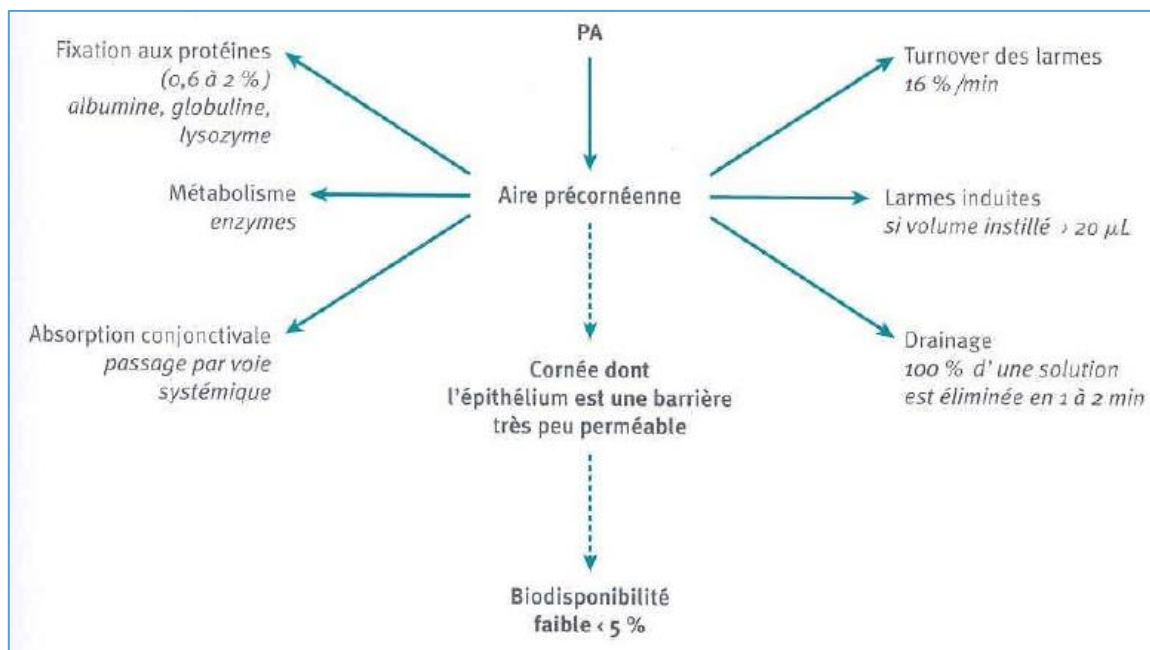 PA
Fixation aux protéines
(0,6 à 2 %)
albumine, globuline,
lysozyme
Turnover des larmes
16 %/min
Métabolisme
enzymes
Aire précornéenne
Larmes induites
si volume instillé > 20 µL
Absorption conjonctivale
passage par voie
systémique
Cornée dont
l'épithélium est une barrière
très peu perméable
Drainage
100 % d' une solution
est éliminée en 1 à 2 min
Biodisponibilité
faible < 5 %